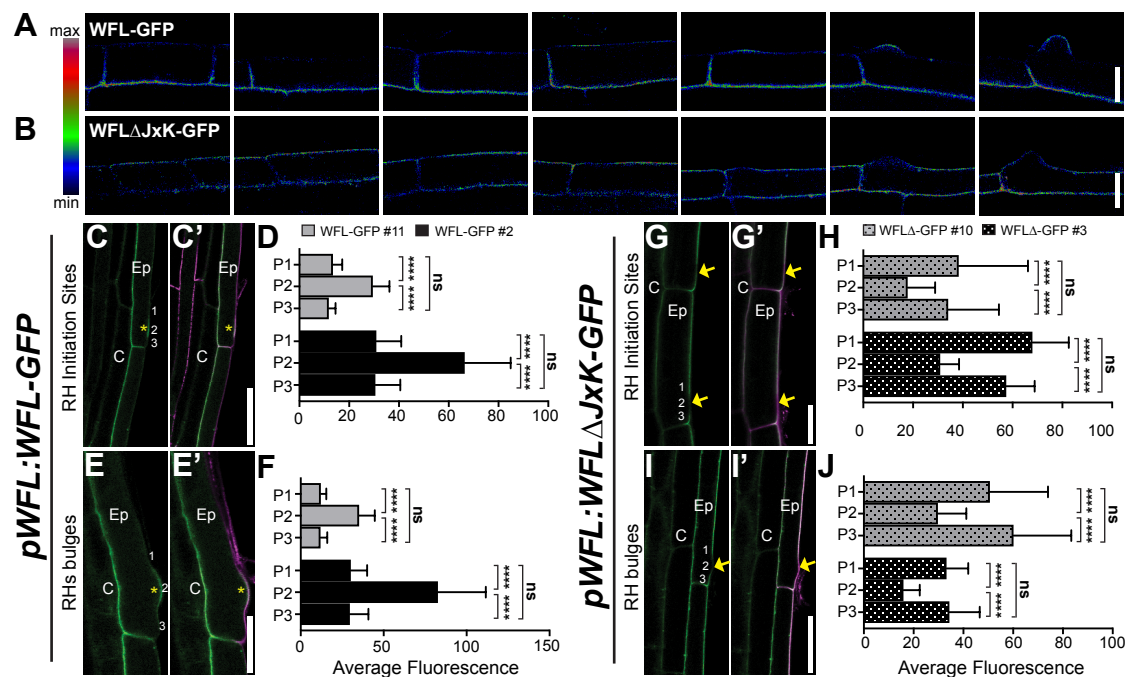 A
max
WFL-GFP
B
WFLΔJxK-GFP
min
pWFL:WFL-GFP
RH Initiation Sites
C
Ep
1
*
2
3
C
C'
Ep
*
C
D
WFL-GFP #11
WFL-GFP #2
P1
P2
P3
P1
P2
P3
****
****
ns
****
****
ns
0
20
40
60
80
100
RHs bulges
E
Ep
1
C
*
2
3
E'
Ep
C
*
F
P1
P2
P3
P1
P2
P3
****
****
ns
****
****
ns
0
50
100
150
Average Fluorescence
pWFL:WFLΔJxK-GFP
RH Initiation Sites
G
C
Ep
1
2
3
G'
C
Ep
H
WFLΔ-GFP #10
WFLΔ-GFP #3
P1
P2
P3
P1
P2
P3
****
****
ns
****
****
ns
0
20
40
60
80
100
RH bulges
I
Ep
C
1
2
3
I'
Ep
C
J
P1
P2
P3
P1
P2
P3
****
****
ns
****
****
ns
0
20
40
60
80
100
Average Fluorescence